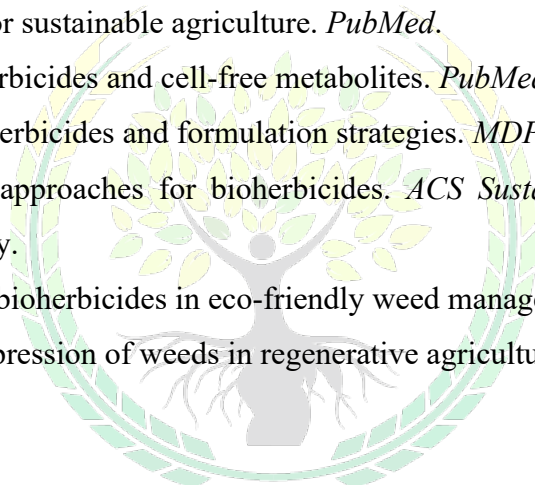 or sustainable agriculture. PubMed.
rbicides and cell-free metabolites. PubMed
erbicides and formulation strategies. MDP
approaches for bioherbicides. ACS Susta
y.
bioherbicides in eco-friendly weed manage
pression of weeds in regenerative agricultu